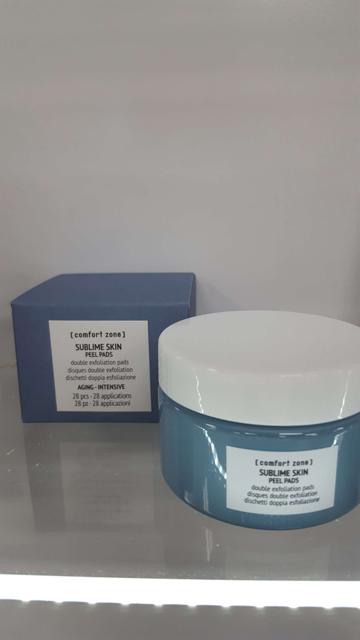 [comfort zone]
SUBLIME SKIN
PEEL PADS
double exfoliation pads
disques double exfoliation
dischetti doppia esfoliazione
AGING - INTENSIVE
28 pcs - 28 applications
28 pz - 28 applicazioni
[comfort zone]
SUBLIME SKIN
PEEL PADS
double exfoliation pads
disques double exfoliation
dischetti doppia esfoliazione